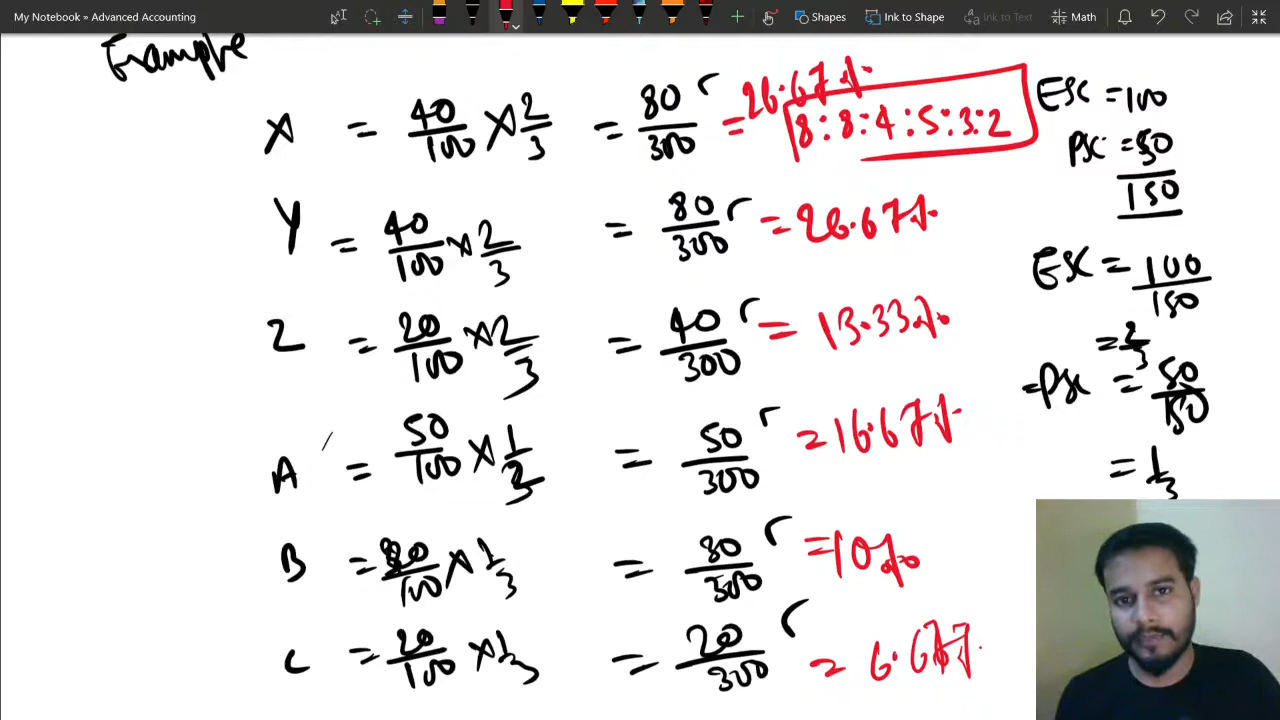 My Notebook » Advanced Accounting
Shapes
Ink to Shape
Ink to Text
Math
Example
X = 40/100 × 2/3 = 80/300 = 26.67%
8:8:4:5:3:2
Y = 40/100 × 2/3 = 80/300 = 26.67%
Z = 20/100 × 2/3 = 40/300 = 13.33%
A = 50/100 × 1/3 = 50/300 = 16.67%
B = 30/100 × 1/3 = 30/300 = 10%
C = 20/100 × 1/3 = 20/300 = 6.67%
ESC = 100
PSC = 50
150
ESC = 100/150
= 2/3
=PSC = 50/150
= 1/3